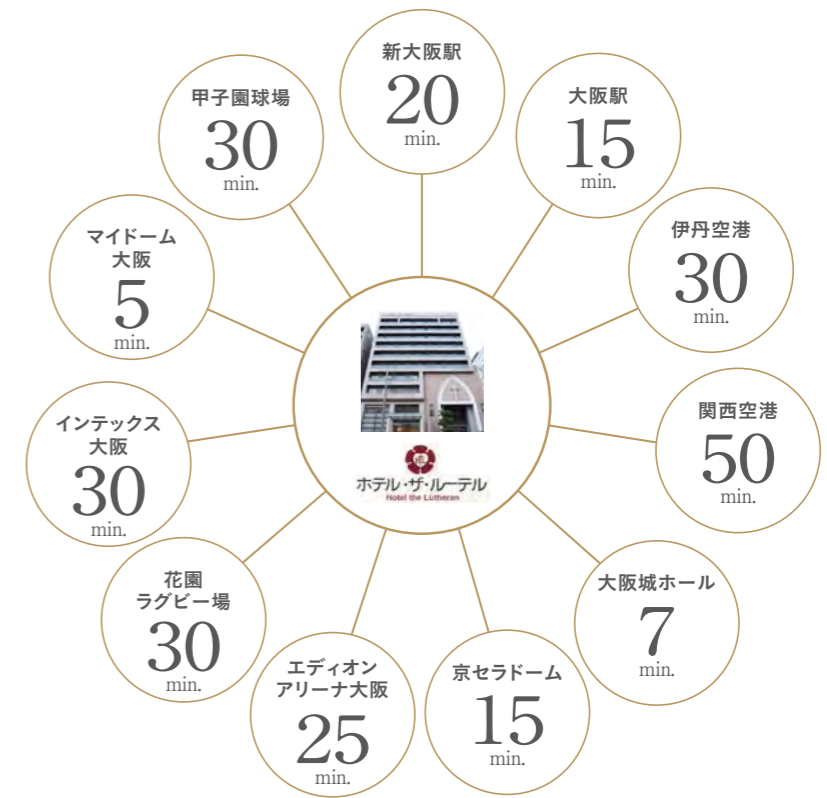 新大阪駅
20
min.
大阪駅
15
min.
伊丹空港
30
min.
関西空港
50
min.
大阪城ホール
7
min.
京セラドーム
15
min.
エディオン
アリーナ大阪
25
min.
花園
ラグビー場
30
min.
インテックス
大阪
30
min.
マイドーム
大阪
5
min.
甲子園球場
30
min.
ホテル・ザ・ルーテル
Hotel the Lutheran